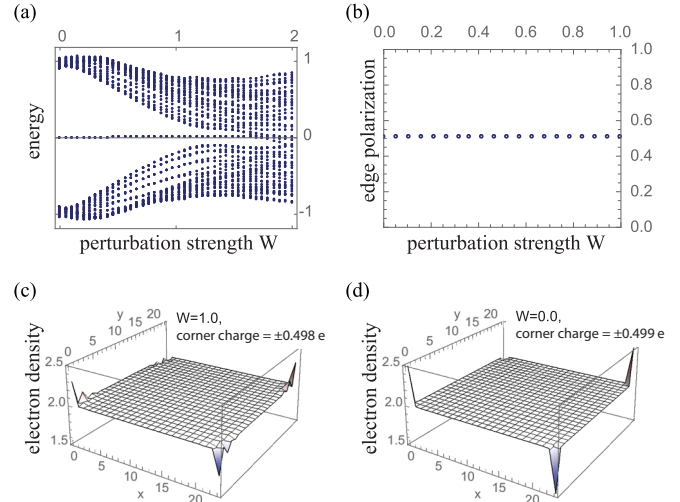 (a)
0
1
2
energy
1
0
-1
perturbation strength W
(b)
0.0 0.2 0.4 0.6 0.8 1.0
edge polarization
1.0
0.8
0.6
0.4
0.2
0.0
perturbation strength W
(c)
W=1.0,
corner charge = ±0.498 e
electron density
2.5
2.0
1.5
y
0 5 10 15 20
0 5 10 15 20
x
(d)
W=0.0,
corner charge = ±0.499 e
electron density
2.5
2.0
1.5
y
0 5 10 15 20
0 5 10 15 20
x